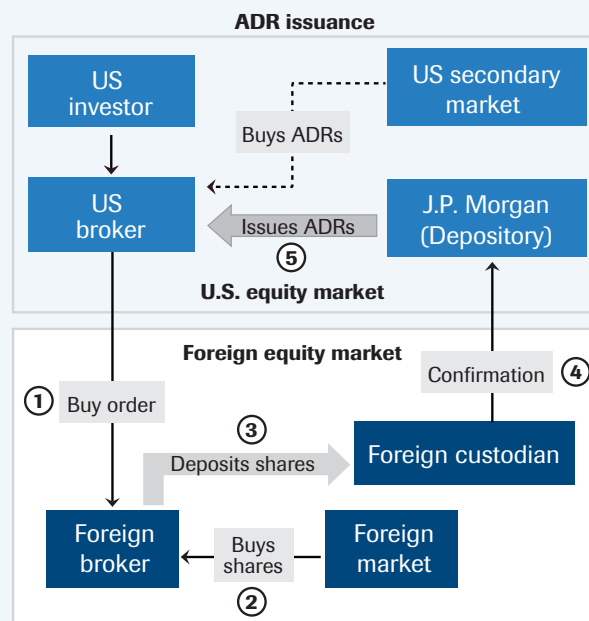 ADR issuance
US
investor
US secondary
market
Buys ADRs
US
broker
J.P. Morgan
(Depository)
Issues ADRs
5
U.S. equity market
Foreign equity market
1
Buy order
Confirmation
4
3
Deposits shares
Foreign custodian
Foreign
broker
Buys
shares
2
Foreign
market